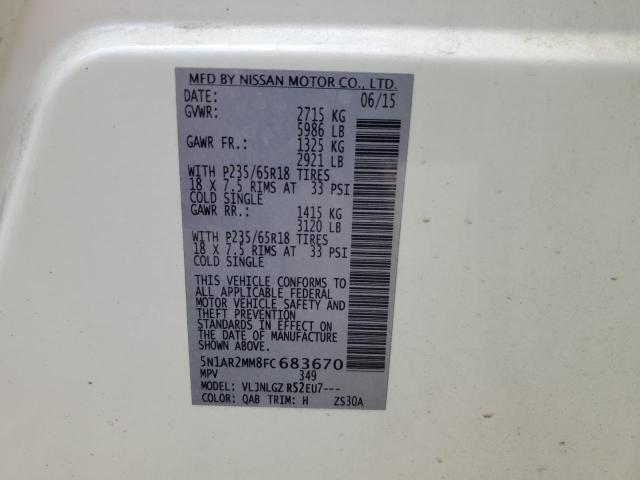 MFD BY NISSAN MOTOR CO., LTD.
DATE: 06/15
GVWR: 2715 KG
5986 LB
GAWR FR.: 1325 KG
2921 LB
WITH P235/65R18 TIRES
18 X 7.5 RIMS AT 33 PSI
COLD SINGLE
GAWR RR.: 1415 KG
3120 LB
WITH P235/65R18 TIRES
18 X 7.5 RIMS AT 33 PSI
COLD SINGLE
THIS VEHICLE CONFORMS TO
ALL APPLICABLE FEDERAL
MOTOR VEHICLE SAFETY AND
THEFT PREVENTION
STANDARDS IN EFFECT ON
THE DATE OF MANUFACTURE
SHOWN ABOVE.
5N1AR2MM8FC683670
MPV 349
MODEL: VLJNLGZ R52EU7---
COLOR: QAB TRIM: H ZS30A